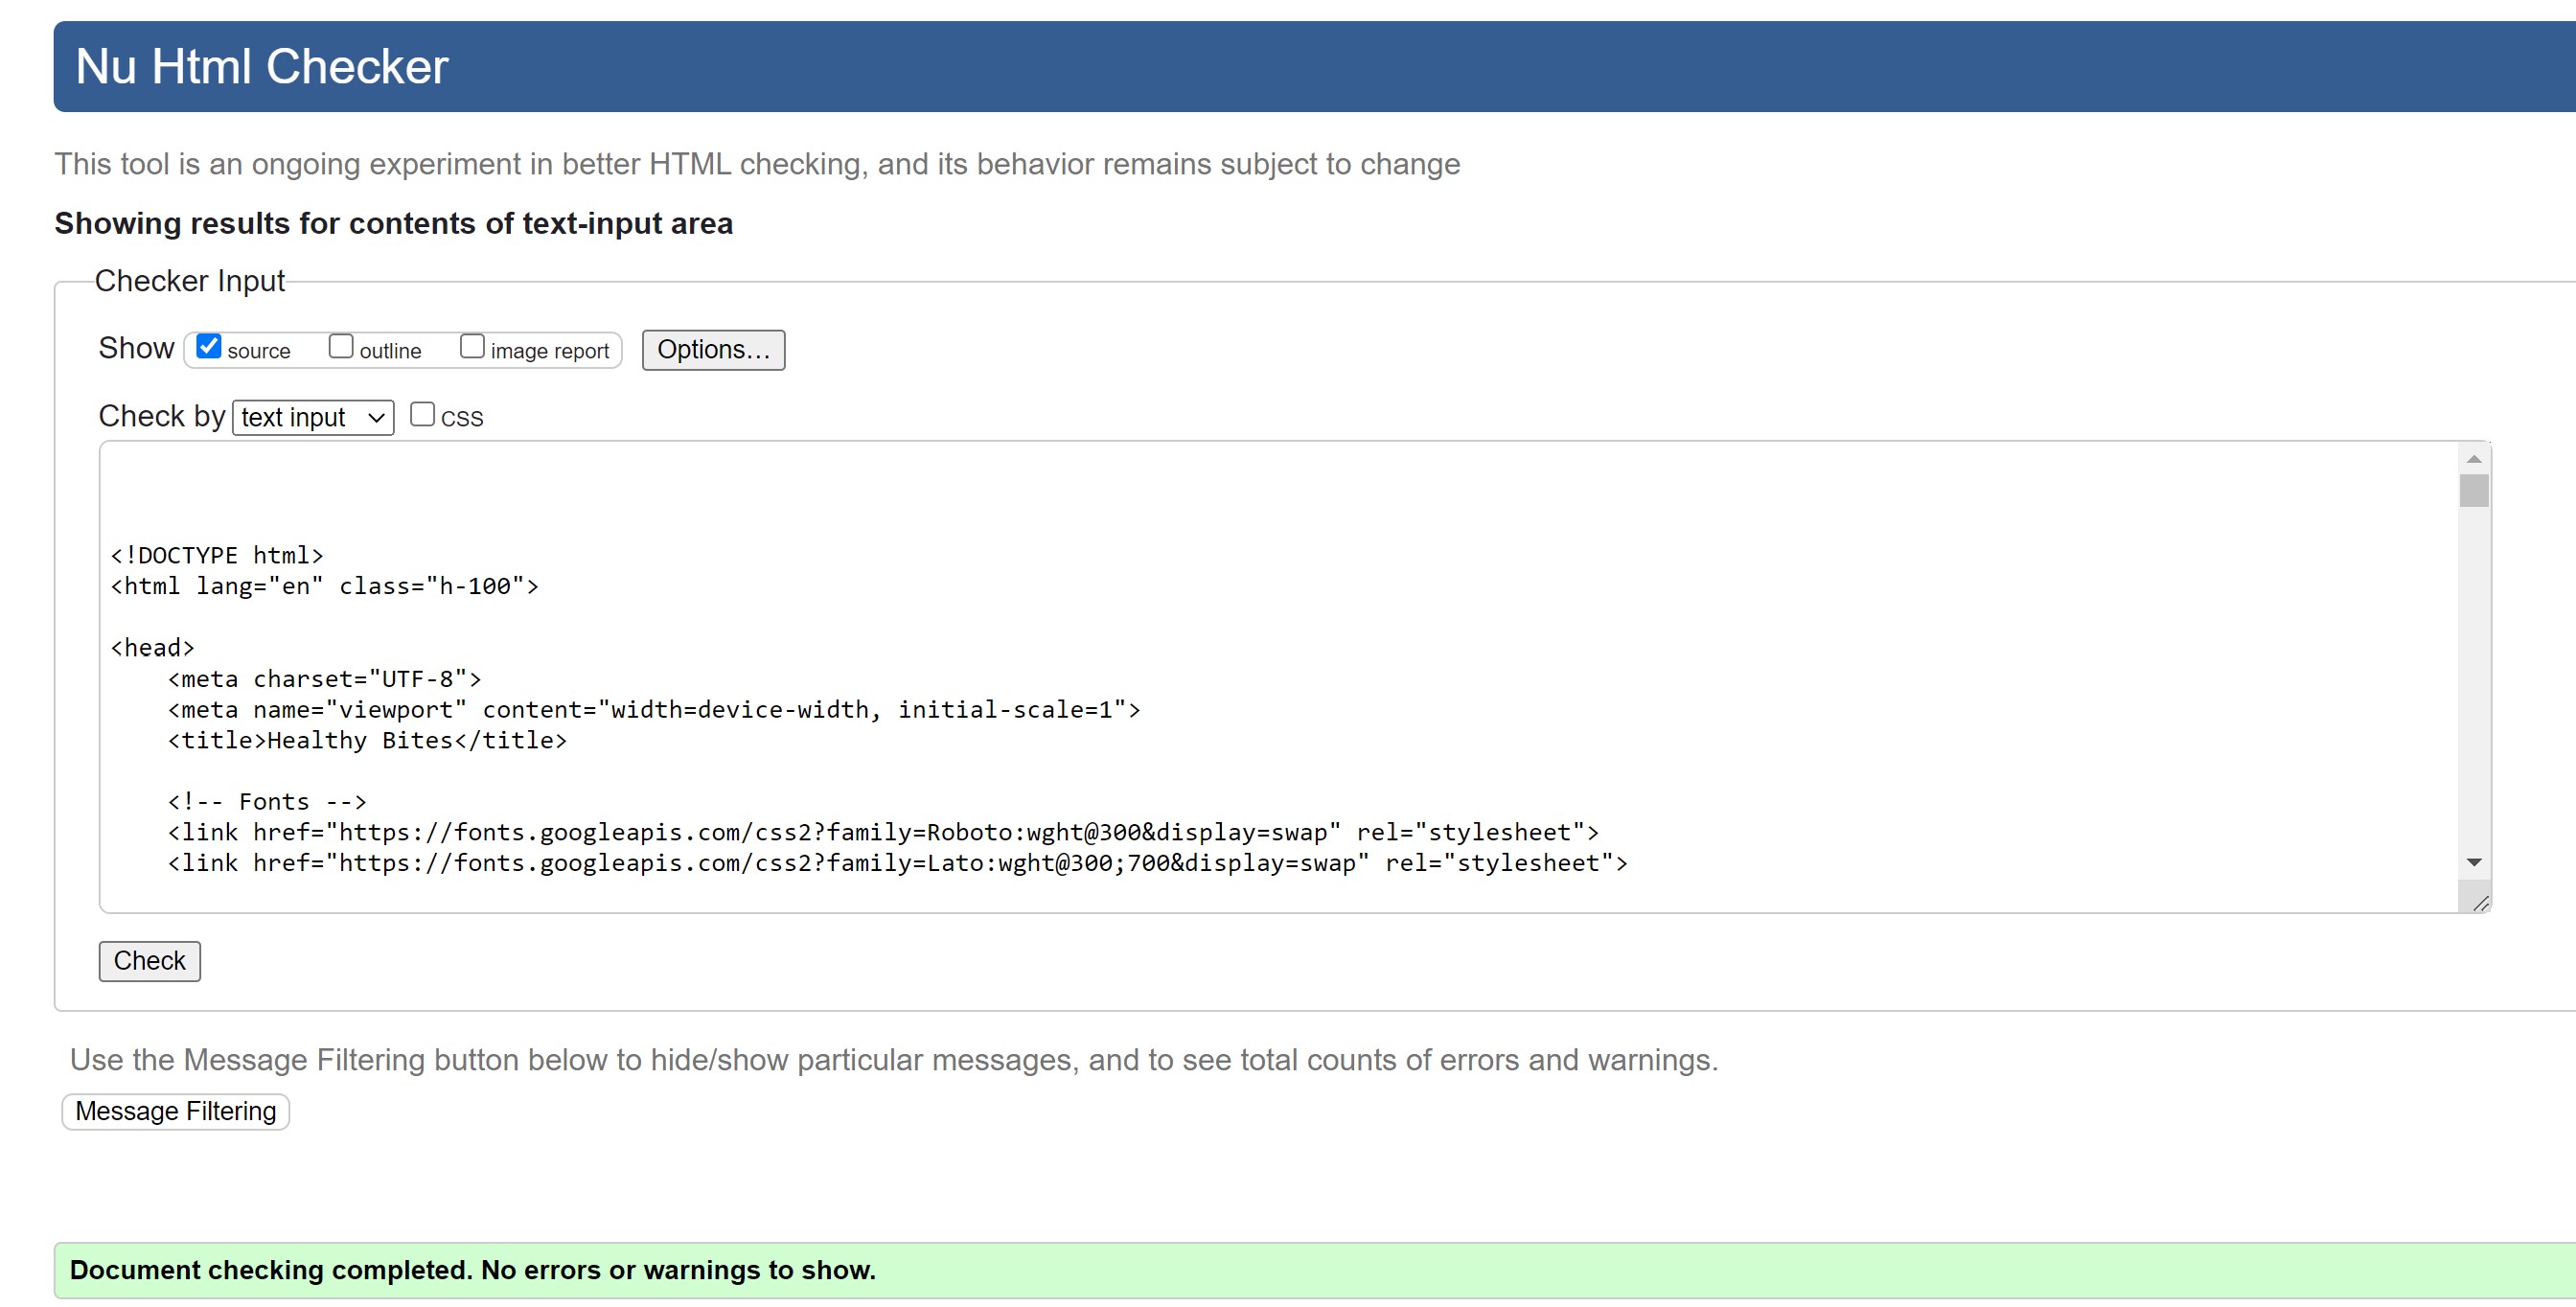 Nu Html Checker
This tool is an ongoing experiment in better HTML checking, and its behavior remains subject to change
Showing results for contents of text-input area
Checker Input
Show source outline image report Options...
Check by text input CSS
<!DOCTYPE html>
<html lang="en" class="h-100">
<head>
    <meta charset="UTF-8">
    <meta name="viewport" content="width=device-width, initial-scale=1">
    <title>Healthy Bites</title>
    <!-- Fonts -->
    <link href="https://fonts.googleapis.com/css2?family=Roboto:wght@300&display=swap" rel="stylesheet">
    <link href="https://fonts.googleapis.com/css2?family=Lato:wght@300;700&display=swap" rel="stylesheet">
Check
Use the Message Filtering button below to hide/show particular messages, and to see total counts of errors and warnings.
Message Filtering
Document checking completed. No errors or warnings to show.